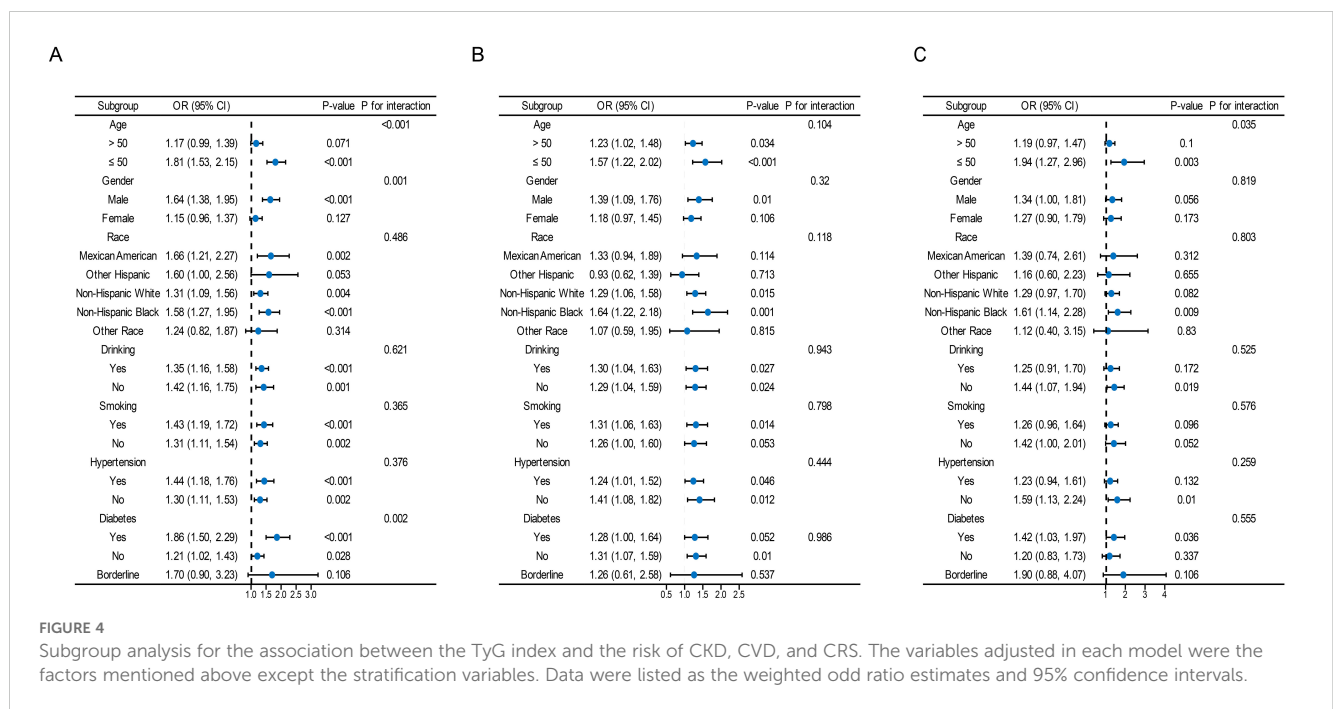 A
Subgroup OR (95% CI) P-value P for interaction
Age <0.001
> 50 1.17 (0.99, 1.39) 0.071
≤ 50 1.81 (1.53, 2.15) <0.001
Gender 0.001
Male 1.64 (1.38, 1.95) <0.001
Female 1.15 (0.96, 1.37) 0.127
Race 0.486
Mexican American 1.66 (1.21, 2.27) 0.002
Other Hispanic 1.60 (1.00, 2.56) 0.053
Non-Hispanic White 1.31 (1.09, 1.56) 0.004
Non-Hispanic Black 1.58 (1.27, 1.95) <0.001
Other Race 1.24 (0.82, 1.87) 0.314
Drinking 0.621
Yes 1.35 (1.16, 1.58) <0.001
No 1.42 (1.16, 1.75) 0.001
Smoking 0.365
Yes 1.43 (1.19, 1.72) <0.001
No 1.31 (1.11, 1.54) 0.002
Hypertension 0.376
Yes 1.44 (1.18, 1.76) <0.001
No 1.30 (1.11, 1.53) 0.002
Diabetes 0.002
Yes 1.86 (1.50, 2.29) <0.001
No 1.21 (1.02, 1.43) 0.028
Borderline 1.70 (0.90, 3.23) 0.106
1.0 1.5 2.0 2.5 3.0
B
Subgroup OR (95% CI) P-value P for interaction
Age 0.104
> 50 1.23 (1.02, 1.48) 0.034
≤ 50 1.57 (1.22, 2.02) <0.001
Gender 0.32
Male 1.39 (1.09, 1.76) 0.01
Female 1.18 (0.97, 1.45) 0.106
Race 0.118
Mexican American 1.33 (0.94, 1.89) 0.114
Other Hispanic 0.93 (0.62, 1.39) 0.713
Non-Hispanic White 1.29 (1.06, 1.58) 0.015
Non-Hispanic Black 1.64 (1.22, 2.18) 0.001
Other Race 1.07 (0.59, 1.95) 0.815
Drinking 0.943
Yes 1.30 (1.04, 1.63) 0.027
No 1.29 (1.04, 1.59) 0.024
Smoking 0.798
Yes 1.31 (1.06, 1.63) 0.014
No 1.26 (1.00, 1.60) 0.053
Hypertension 0.444
Yes 1.24 (1.01, 1.52) 0.046
No 1.41 (1.08, 1.82) 0.012
Diabetes
Yes 1.28 (1.00, 1.64) 0.052 0.986
No 1.31 (1.07, 1.59) 0.01
Borderline 1.26 (0.61, 2.58) 0.537
0.5 1.0 1.5 2.0 2.5
C
Subgroup OR (95% CI) P-value P for interaction
Age 0.035
> 50 1.19 (0.97, 1.47) 0.1
≤ 50 1.94 (1.27, 2.96) 0.003
Gender 0.819
Male 1.34 (1.00, 1.81) 0.056
Female 1.27 (0.90, 1.79) 0.173
Race 0.803
Mexican American 1.39 (0.74, 2.61) 0.312
Other Hispanic 1.16 (0.60, 2.23) 0.655
Non-Hispanic White 1.29 (0.97, 1.70) 0.082
Non-Hispanic Black 1.61 (1.14, 2.28) 0.009
Other Race 1.12 (0.40, 3.15) 0.83
Drinking 0.525
Yes 1.25 (0.91, 1.70) 0.172
No 1.44 (1.07, 1.94) 0.019
Smoking 0.576
Yes 1.26 (0.96, 1.64) 0.096
No 1.42 (1.00, 2.01) 0.052
Hypertension 0.259
Yes 1.23 (0.94, 1.61) 0.132
No 1.59 (1.13, 2.24) 0.01
Diabetes 0.555
Yes 1.42 (1.03, 1.97) 0.036
No 1.20 (0.83, 1.73) 0.337
Borderline 1.90 (0.88, 4.07) 0.106
1 2 3 4
FIGURE 4
Subgroup analysis for the association between the TyG index and the risk of CKD, CVD, and CRS. The variables adjusted in each model were the
factors mentioned above except the stratification variables. Data were listed as the weighted odd ratio estimates and 95% confidence intervals.